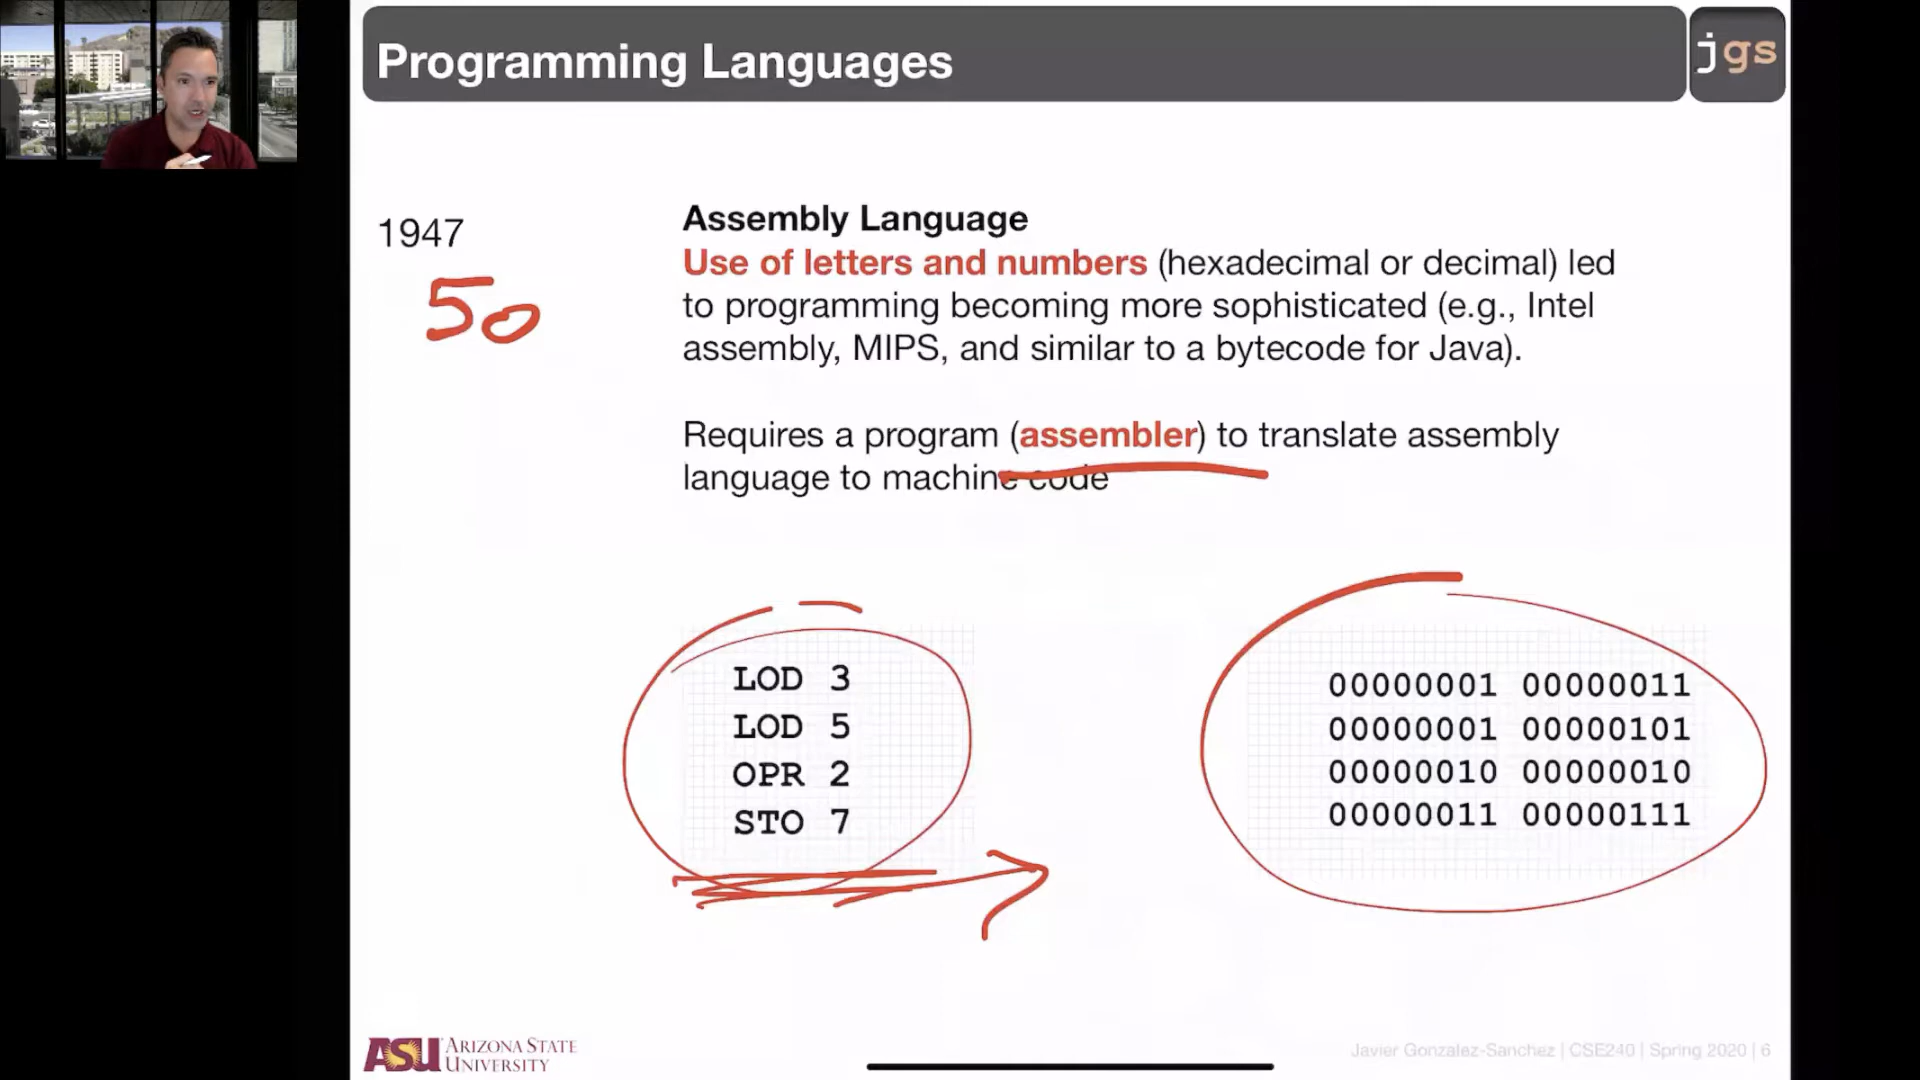 Programming Languages
jgs
1947
50
Assembly Language
Use of letters and numbers (hexadecimal or decimal) led
to programming becoming more sophisticated (e.g., Intel
assembly, MIPS, and similar to a bytecode for Java).
Requires a program (assembler) to translate assembly
language to machine code
LOD 3
LOD 5
OPR 2
STO 7
00000001 00000011
00000001 00000101
00000010 00000010
00000011 00000111
ASU ARIZONA STATE
UNIVERSITY
Javier Gonzalez-Sanchez | CSE240 | Spring 2020 | 6